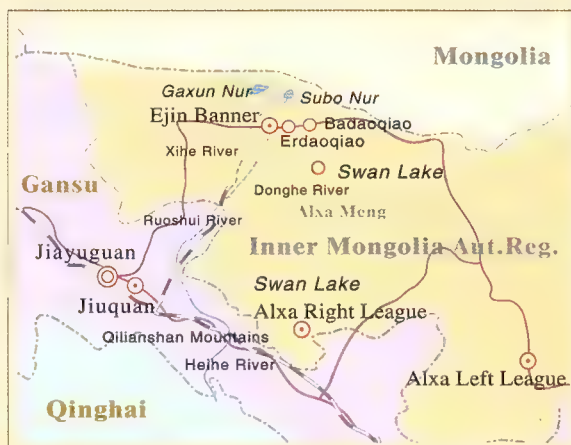 Mongolia
Gaxun Nur
Subo Nur
Ejin Banner
Badaoqiao
Erdaoqiao
Xihe River
Swan Lake
Gansu
Donghe River
Alxa Meng
Ruoshui River
Jiayuguan
Inner Mongolia Aut.Reg.
Swan Lake
Jiuquan
Alxa Right League
Qilianshan Mountains
Heihe River
Alxa Left League
Qinghai